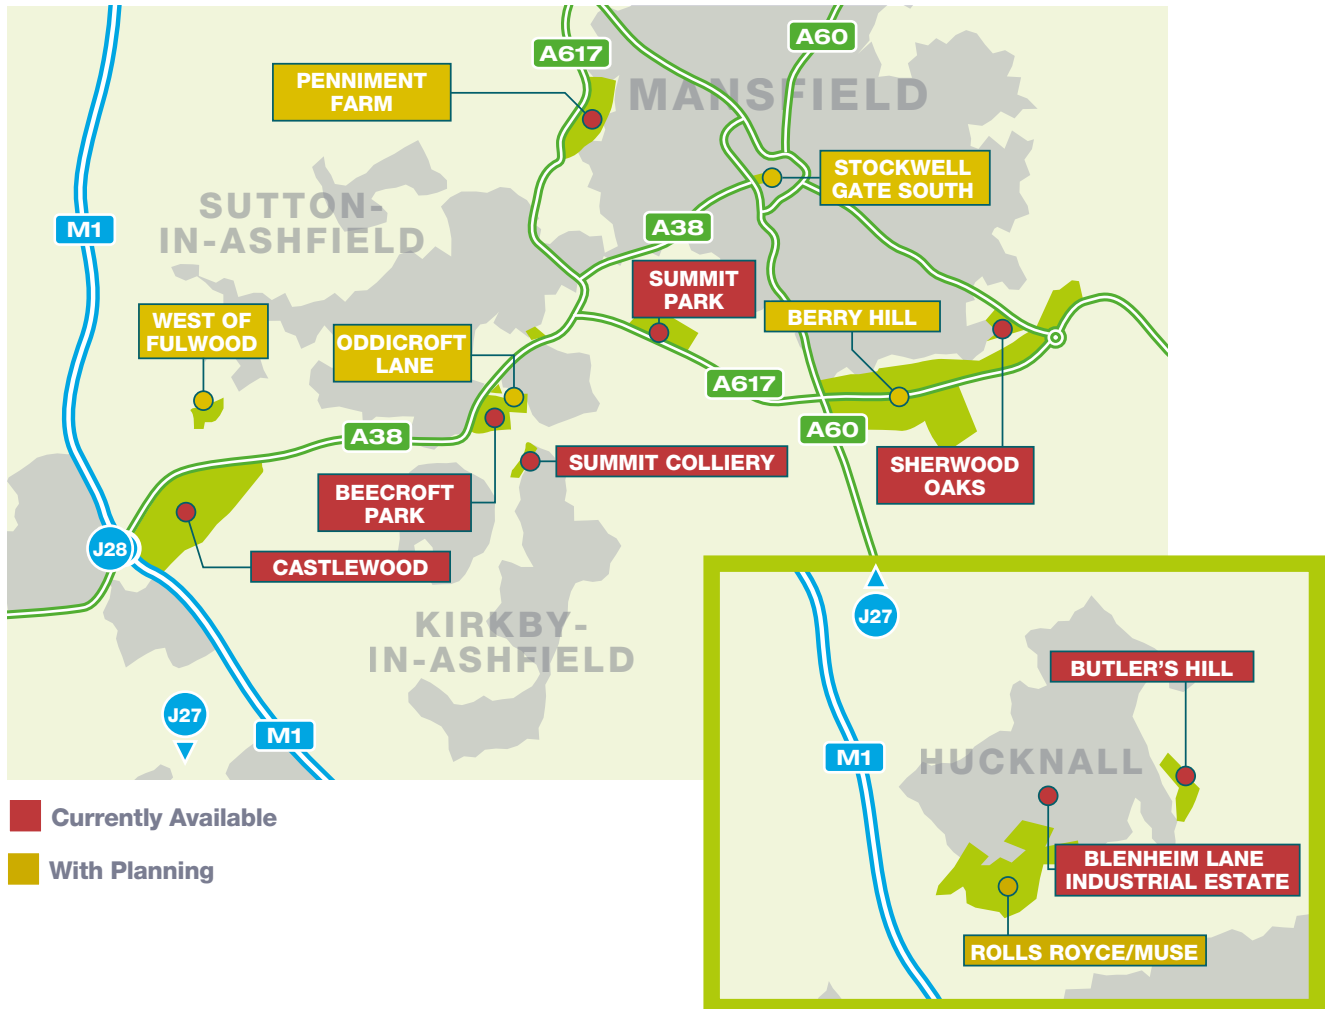 A617
A60
PENNIMENT
FARM
MANSFIELD
STOCKWELL
GATE SOUTH
SUTTON-
IN-ASHFIELD
M1
A38
SUMMIT
PARK
WEST OF
FULWOOD
ODDICROFT
LANE
BERRY HILL
A617
A38
A60
SUMMIT COLLIERY
SHERWOOD
OAKS
BEECROFT
PARK
J28
CASTLEWOOD
KIRKBY-
IN-ASHFIELD
J27
M1
J27
BUTLER'S HILL
M1
HUCKNALL
BLENHEIM LANE
INDUSTRIAL ESTATE
ROLLS ROYCE/MUSE
Currently Available
With Planning